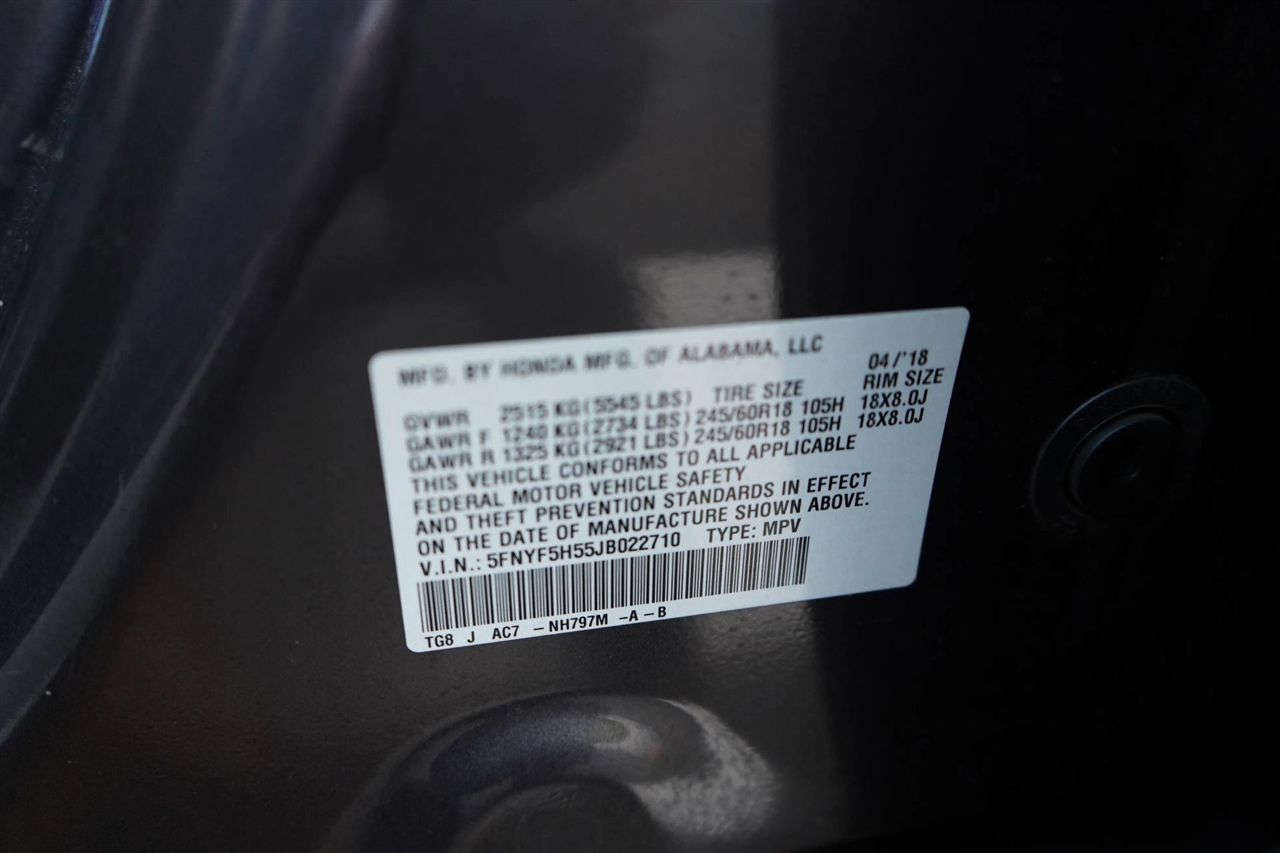 MFG. BY HONDA MFG. OF ALABAMA, LLC 04/'18
GVWR 2515 KG (5545 LBS) TIRE SIZE RIM SIZE
GAWR F 1240 KG (2734 LBS) 245/60R18 105H 18X8.0J
GAWR R 1325 KG (2921 LBS) 245/60R18 105H 18X8.0J
THIS VEHICLE CONFORMS TO ALL APPLICABLE
FEDERAL MOTOR VEHICLE SAFETY
AND THEFT PREVENTION STANDARDS IN EFFECT
ON THE DATE OF MANUFACTURE SHOWN ABOVE.
V.I.N.: 5FNYF5H55JB022710 TYPE: MPV
TG8 J AC7 -NH797M -A-B